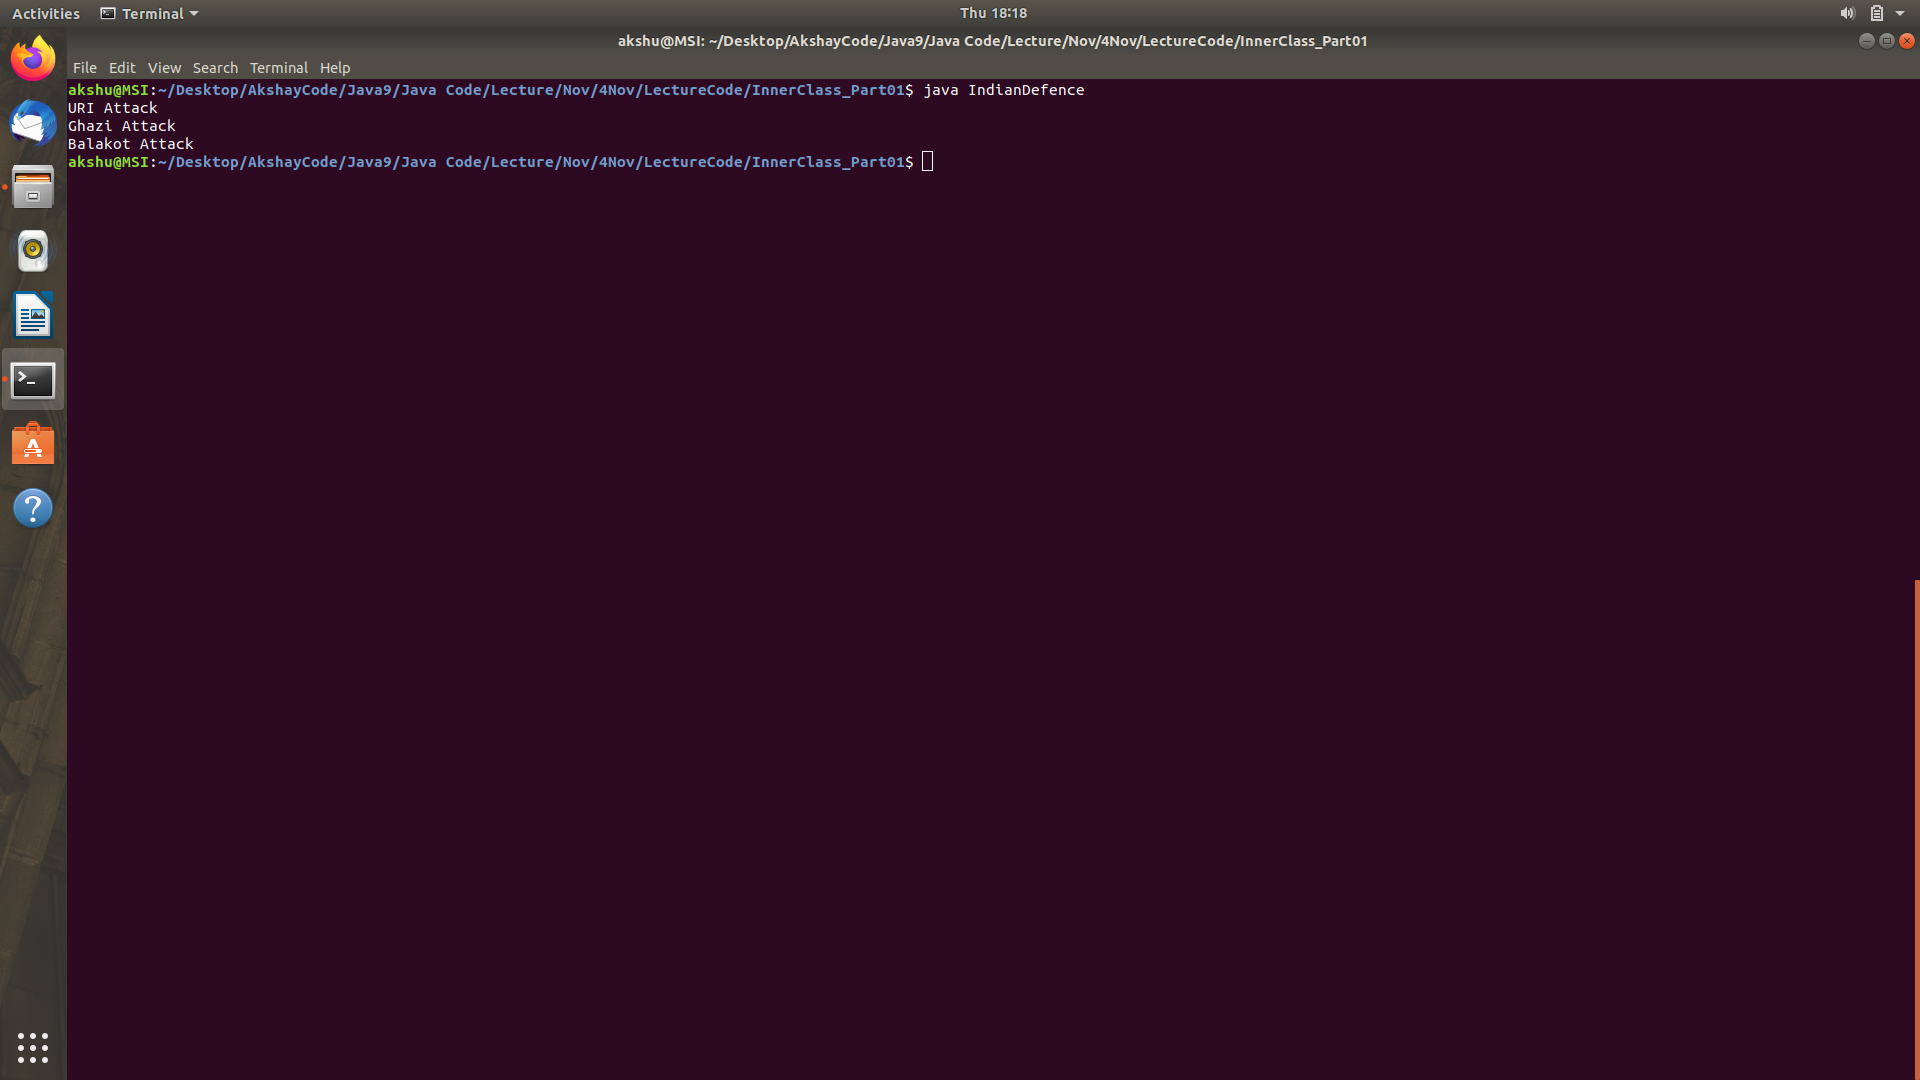 Activities Terminal Thu 18:18
akshu@MSI: ~/Desktop/AkshayCode/Java9/Java Code/Lecture/Nov/4Nov/LectureCode/InnerClass_Part01
File Edit View Search Terminal Help
akshu@MSI:~/Desktop/AkshayCode/Java9/Java Code/Lecture/Nov/4Nov/LectureCode/InnerClass_Part01$ java IndianDefence
URI Attack
Ghazi Attack
Balakot Attack
akshu@MSI:~/Desktop/AkshayCode/Java9/Java Code/Lecture/Nov/4Nov/LectureCode/InnerClass_Part01$